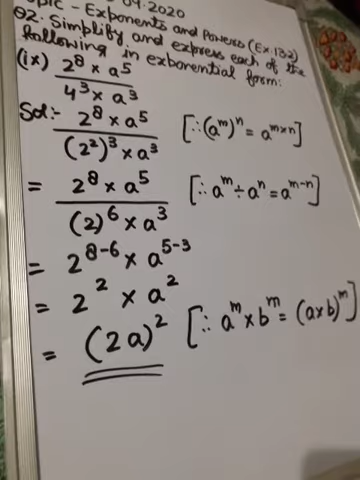 04.2020
Topic - Exponents and Powers (Ex-13.2)
Q2. Simplify and express each of the
following in exponential form:
(ix) 2⁸ × a⁵ / 4³ × a³
Sol:- 2⁸ × a⁵ / (2²)³ × a³ [∵ (aᵐ)ⁿ = aᵐˣⁿ]
= 2⁸ × a⁵ / (2)⁶ × a³ [∵ aᵐ ÷ aⁿ = aᵐ⁻ⁿ]
= 2⁸⁻⁶ × a⁵⁻³
= 2² × a²
= (2a)² [∵ aᵐ × bᵐ = (a×b)ᵐ]